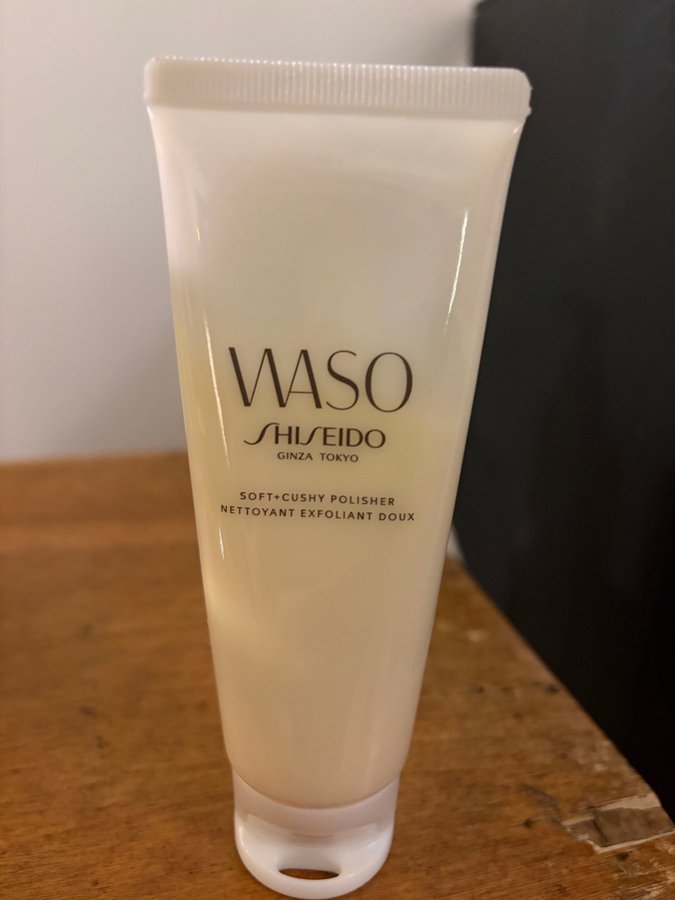 WASO
SHISEIDO
GINZA TOKYO
SOFT+CUSHY POLISHER
NETTOYANT EXFOLIANT DOUX